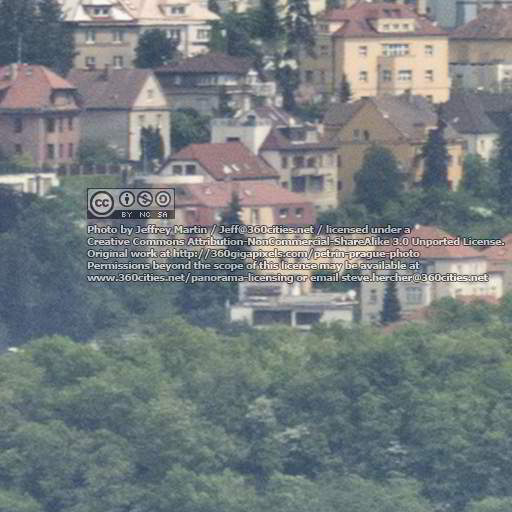 cc
BY NC SA
Photo by Jeffrey Martin / Jeff@360cities.net / licensed under a
Creative Commons Attribution-NonCommercial-ShareAlike 3.0 Unported License.
Original work at http://360gigapixels.com/petrin-prague-photo
Permissions beyond the scope of this license may be available at
www.360cities.net/panorama-licensing or email steve.hercher@360cities.net